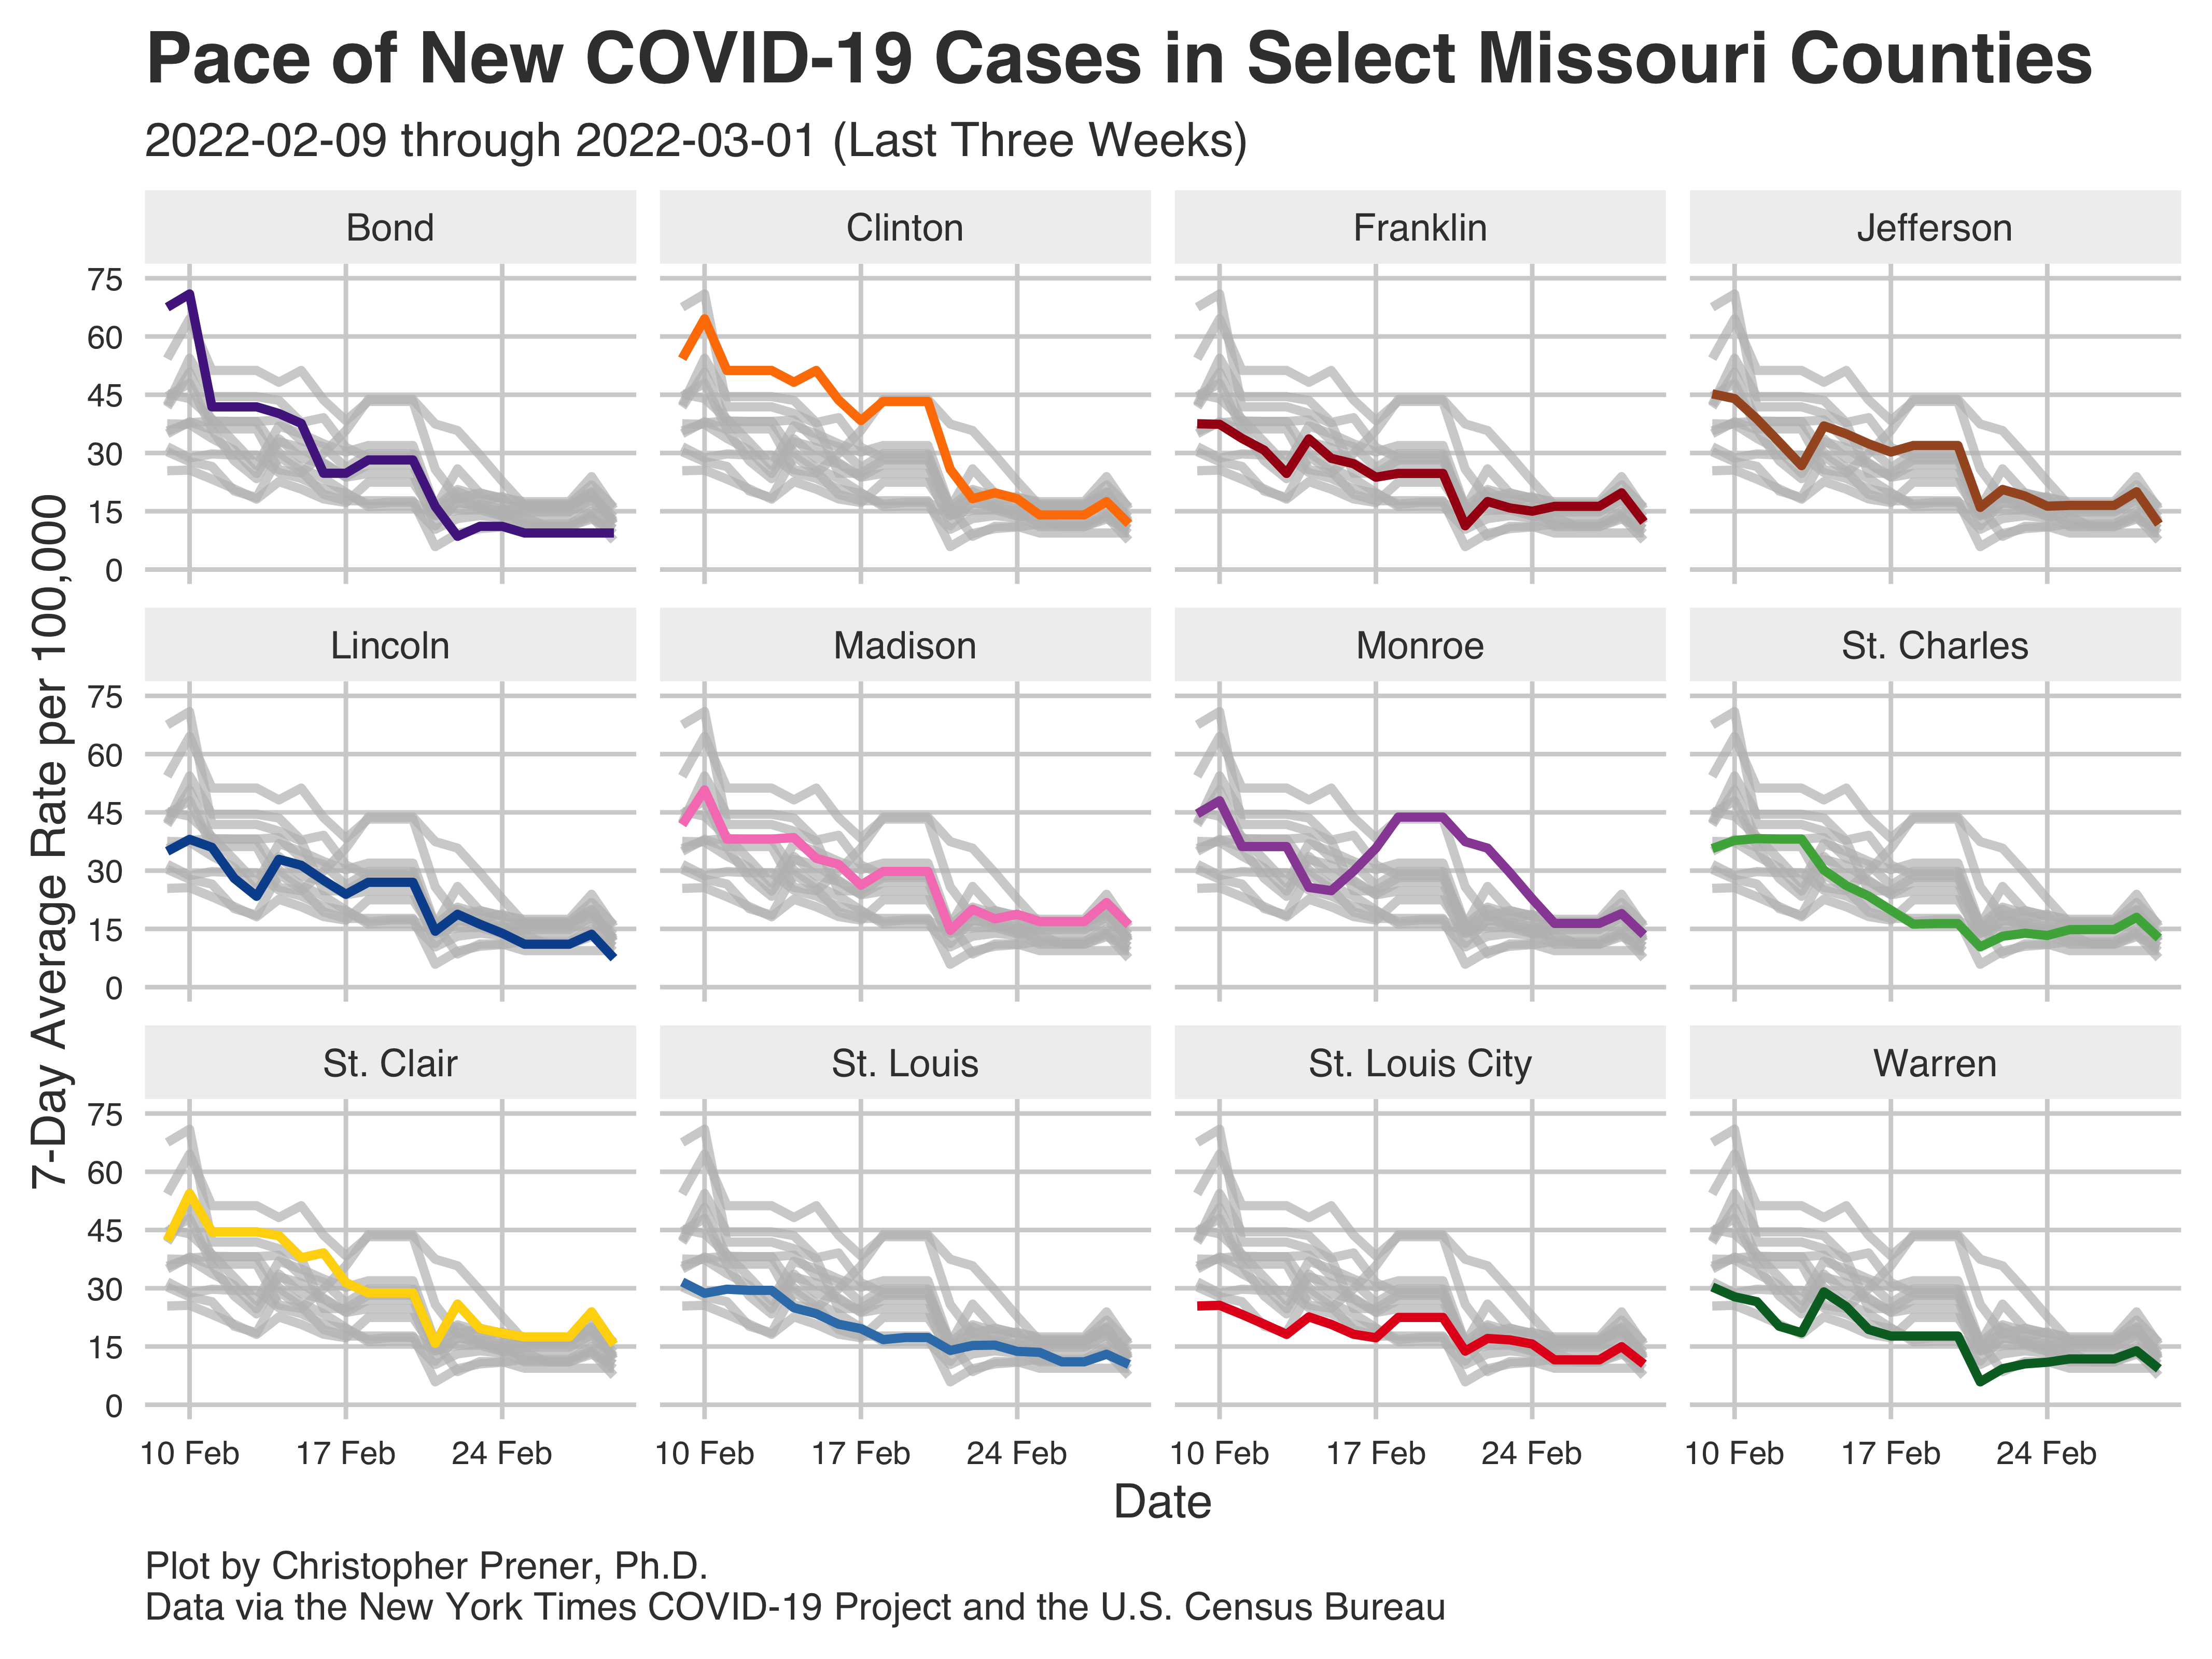 Pace of New COVID-19 Cases in Select Missouri Counties
2022-02-09 through 2022-03-01 (Last Three Weeks)
7-Day Average Rate per 100,000
Bond
Clinton
Franklin
Jefferson
75
60
45
30
15
0
Lincoln
Madison
Monroe
St. Charles
75
60
45
30
15
0
St. Clair
St. Louis
St. Louis City
Warren
75
60
45
30
15
0
10 Feb 17 Feb 24 Feb
10 Feb 17 Feb 24 Feb
10 Feb 17 Feb 24 Feb
10 Feb 17 Feb 24 Feb
Date
Plot by Christopher Prener, Ph.D.
Data via the New York Times COVID-19 Project and the U.S. Census Bureau